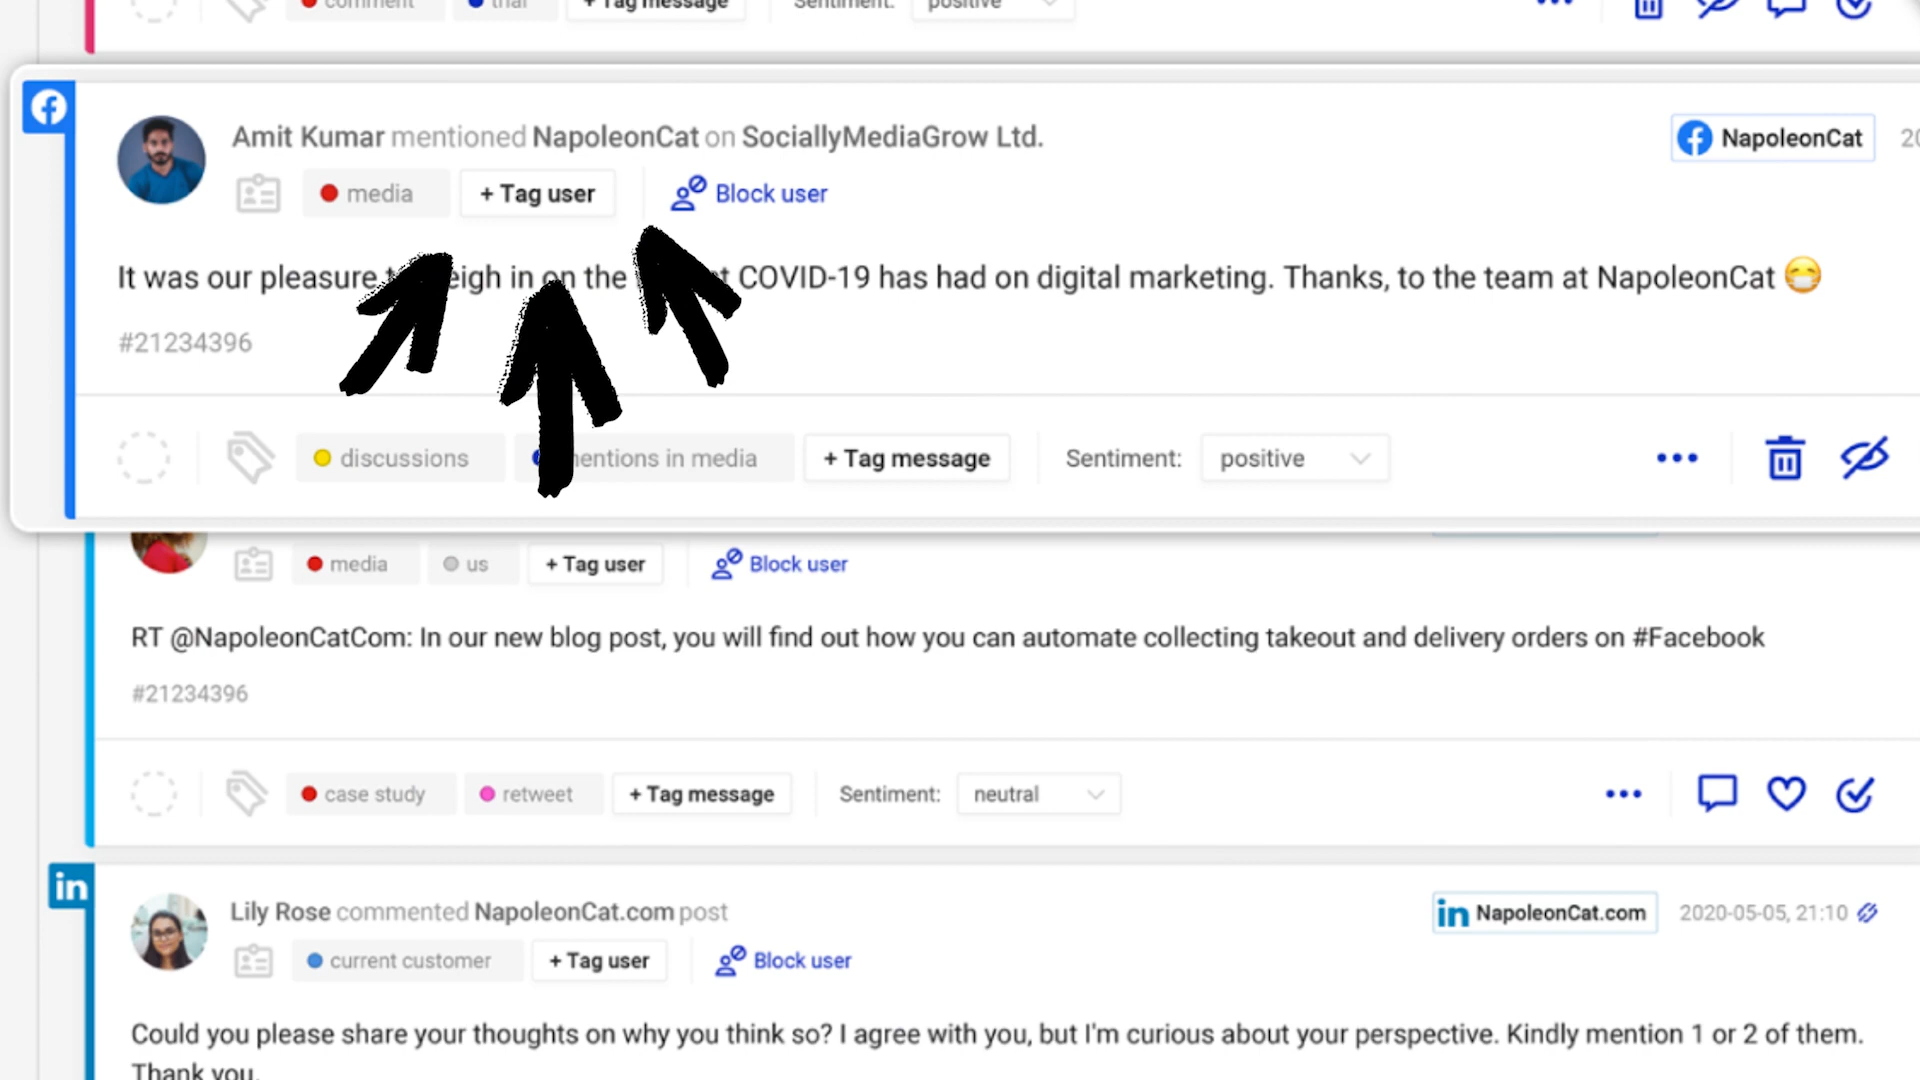 comment trial + Tag message Sentiment: positive
Amit Kumar mentioned NapoleonCat on SociallyMediaGrow Ltd. NapoleonCat 20
media + Tag user Block user
It was our pleasure in on the COVID-19 has had on digital marketing. Thanks, to the team at NapoleonCat 😷
#21234396
discussions mentions in media + Tag message Sentiment: positive
media us + Tag user Block user
RT @NapoleonCatCom: In our new blog post, you will find out how you can automate collecting takeout and delivery orders on #Facebook
#21234396
case study retweet + Tag message Sentiment: neutral
in
Lily Rose commented NapoleonCat.com post in NapoleonCat.com 2020-05-05, 21:10
current customer + Tag user Block user
Could you please share your thoughts on why you think so? I agree with you, but I'm curious about your perspective. Kindly mention 1 or 2 of them.
Thank you.